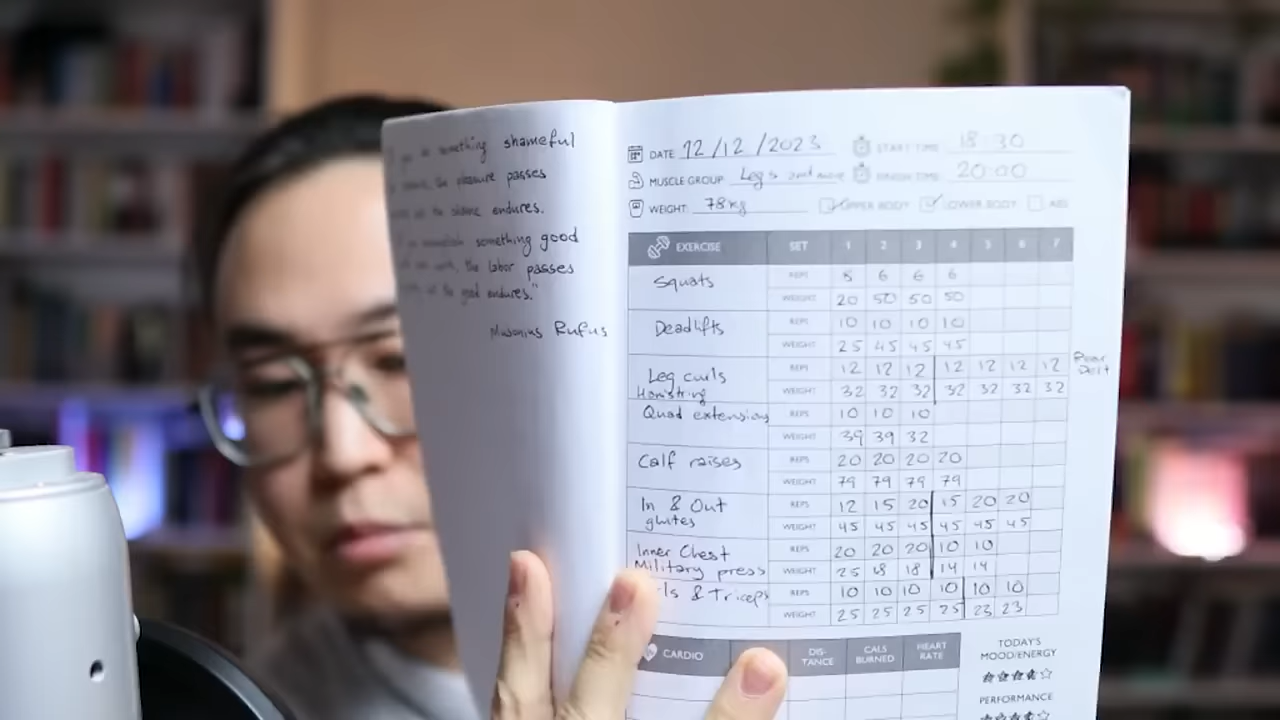 something shameful
the pleasure passes
the shame endures.
something good
the labor passes
the good endures."
Musonius Rufus
DATE 12/12/2023 START TIME 18:30
MUSCLE GROUP Legs and more FINISH TIME 20:00
WEIGHT: 78kg UPPER BODY LOWER BODY ABS
EXERCISE SET 1 2 3 4 5 6 7
Squats REPS 8 6 6 6
WEIGHT 20 50 50 50
Deadlifts REPS 10 10 10 10
WEIGHT 25 45 45 45
Leg curls REPS 12 12 12 12 12 12 12 Rear Delt
Hamstring WEIGHT 32 32 32 32 32 32 32
Quad extensions REPS 10 10 10
WEIGHT 39 39 32
Calf raises REPS 20 20 20 20
WEIGHT 79 79 79 79
In & Out REPS 12 15 20 15 20 20
glutes WEIGHT 45 45 45 45 45 45
Inner Chest REPS 20 20 20 10 10
Military press WEIGHT 25 18 18 14 14
& Triceps REPS 10 10 10 10 10 10
WEIGHT 25 25 25 25 23 23
CARDIO DIS-TANCE CALS BURNED HEART RATE
TODAY'S
MOOD/ENERGY
PERFORMANCE